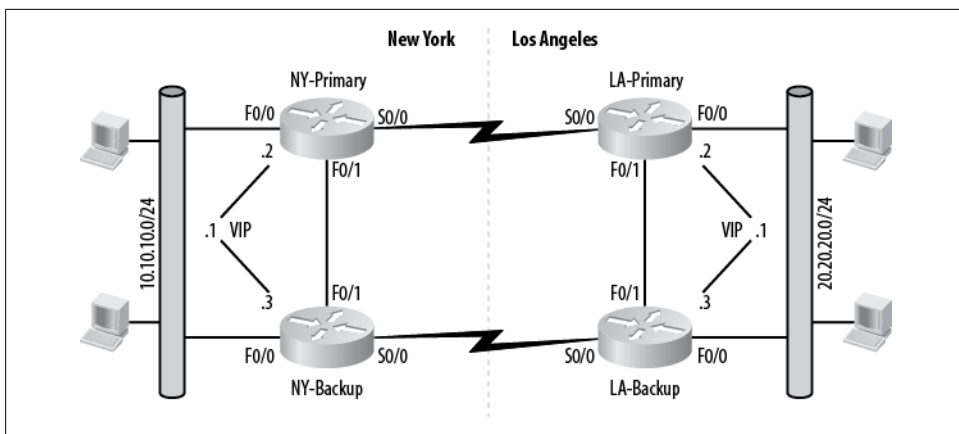 New York
Los Angeles
NY-Primary
LA-Primary
F0/0
S0/0
S0/0
F0/0
.2
F0/1
F0/1
.2
10.10.10.0/24
.1 VIP
VIP .1
20.20.20.0/24
.3
F0/1
F0/1
.3
F0/0
S0/0
S0/0
F0/0
NY-Backup
LA-Backup